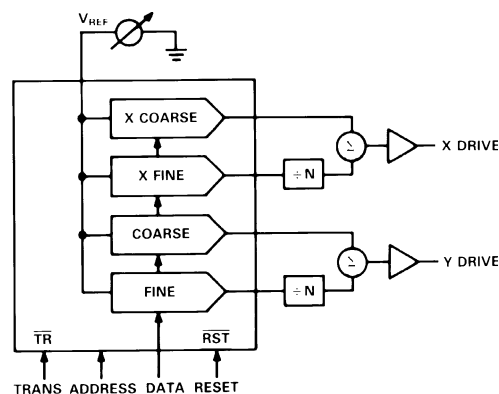 VREF
X COARSE
X FINE
÷N
COARSE
FINE
÷N
Σ
Σ
X DRIVE
Y DRIVE
TR
RST
TRANS ADDRESS DATA RESET